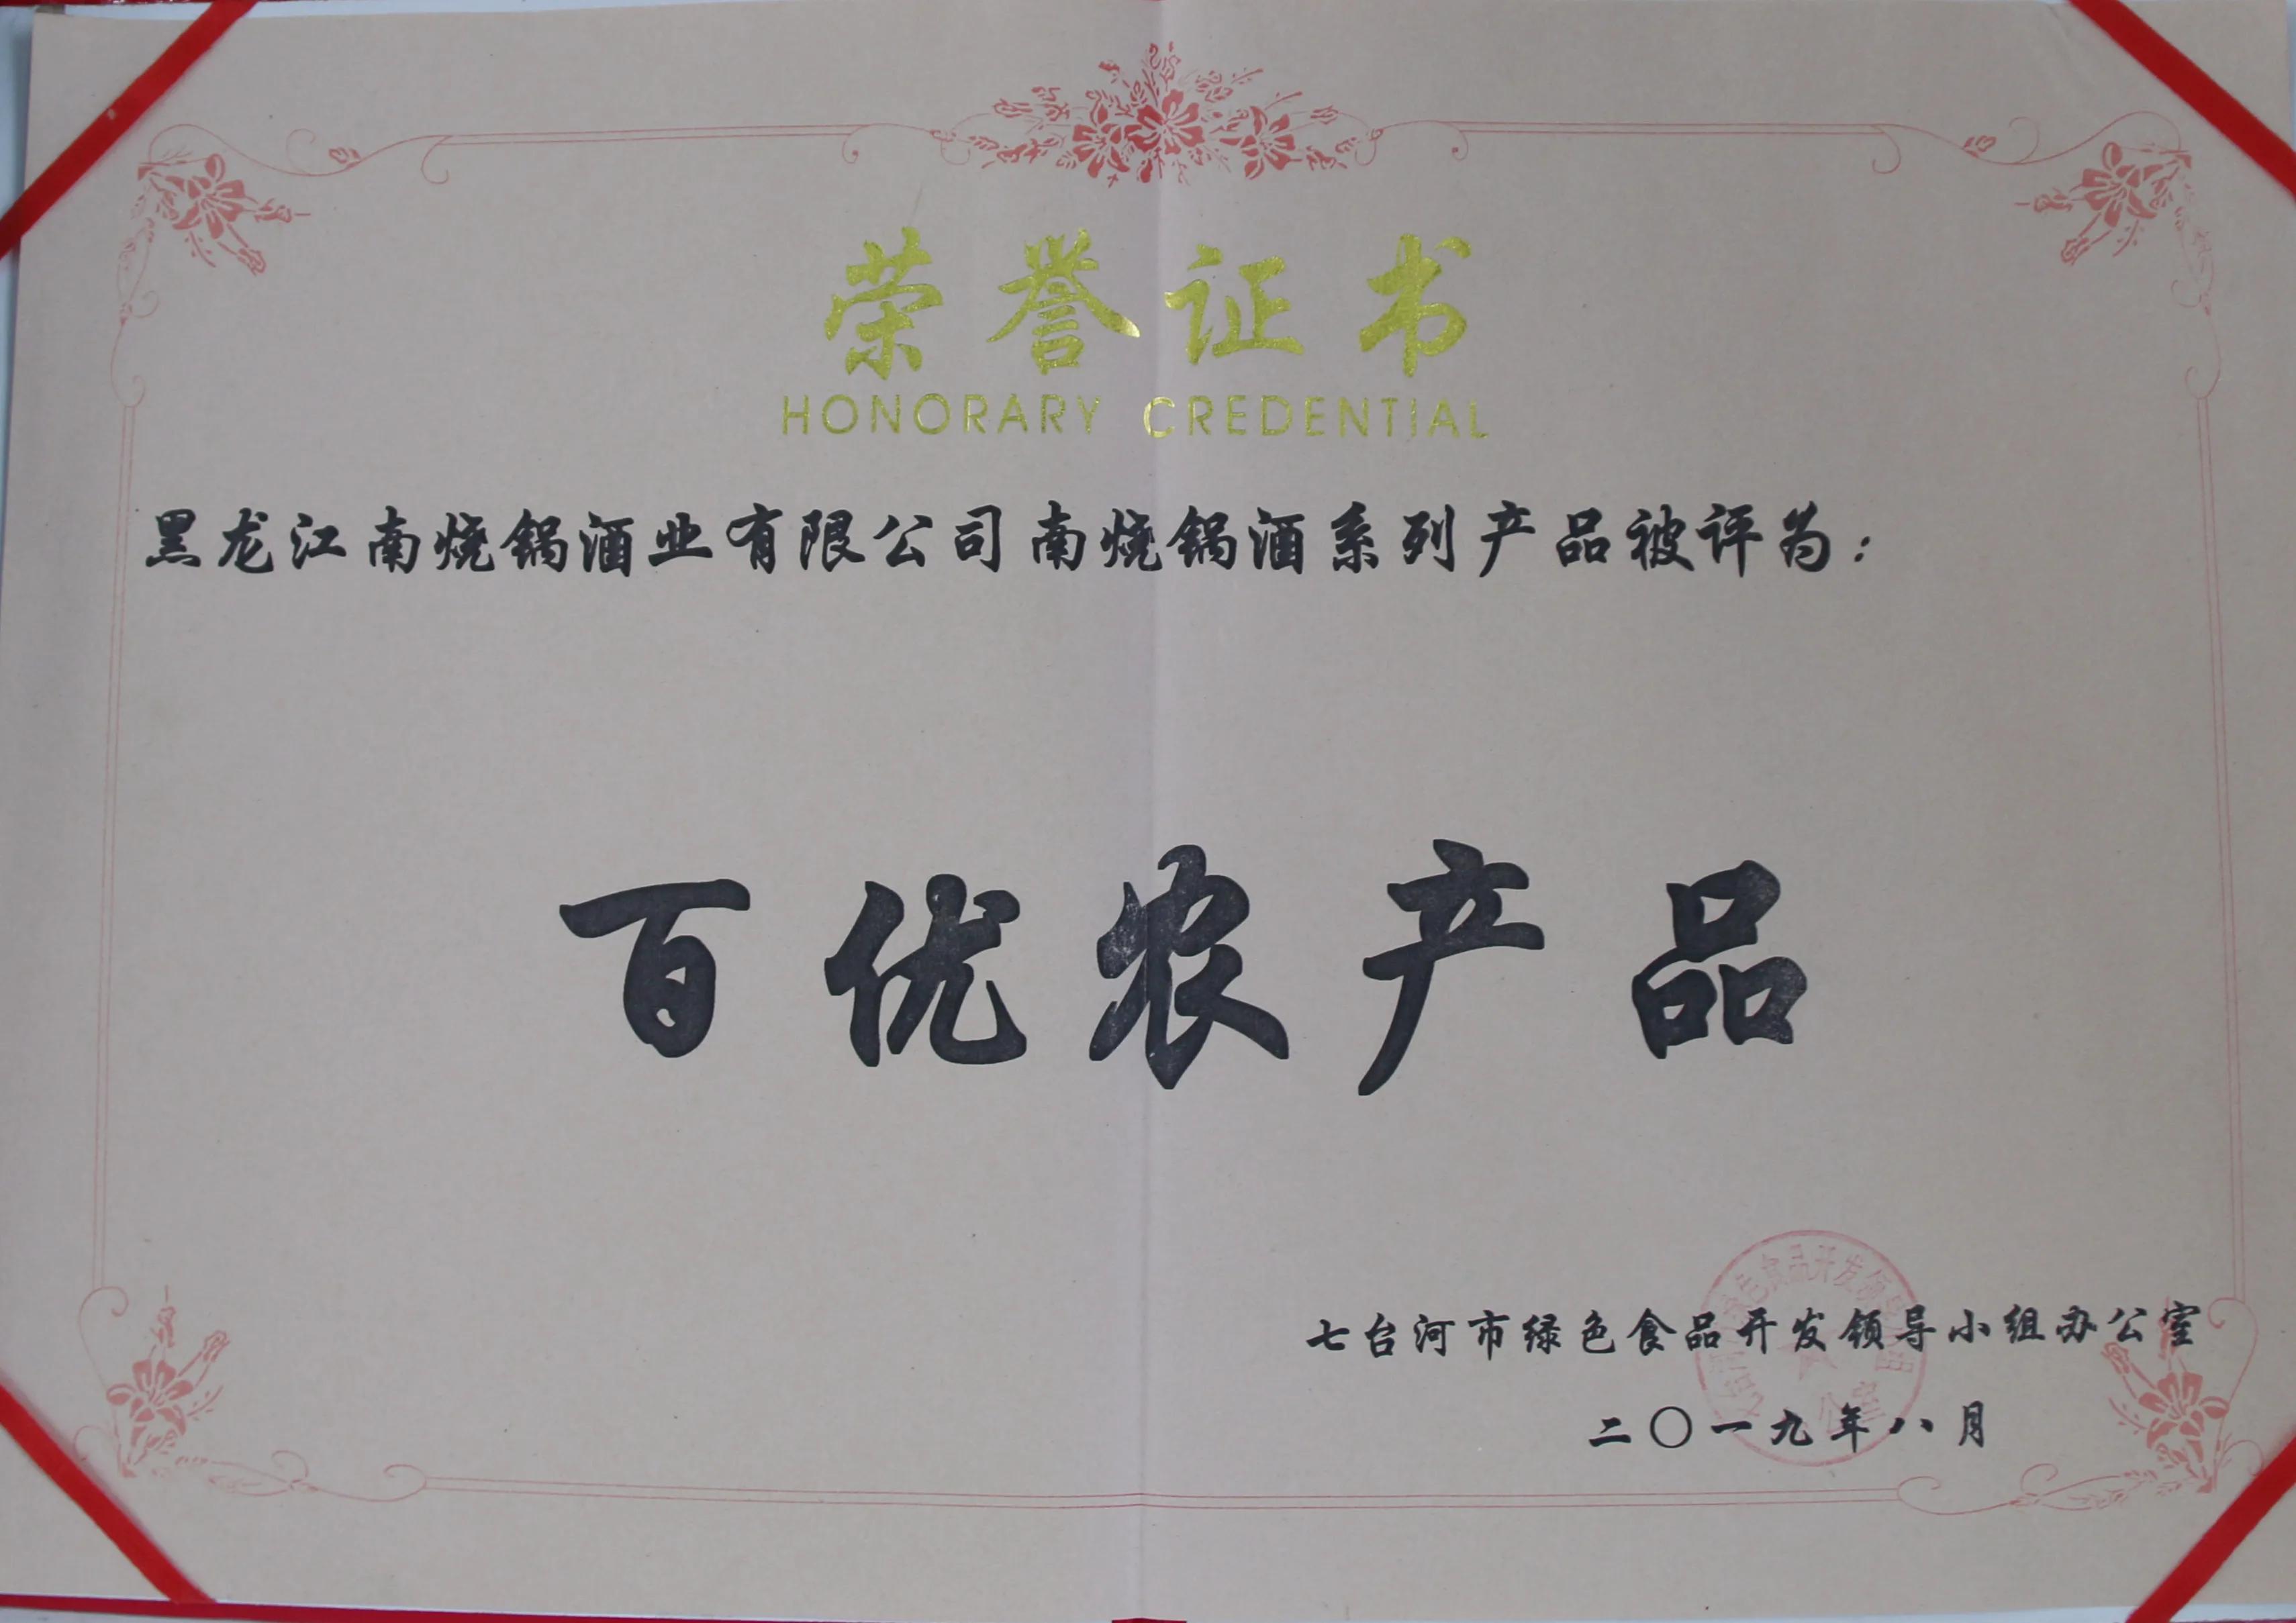 荣誉证书
HONORARY CREDENTIAL
黑龙江南烧锅酒业有限公司南烧锅酒系列产品被评为：
百优农产品
七台河市绿色食品开发领导小组办公室
二〇一九年八月